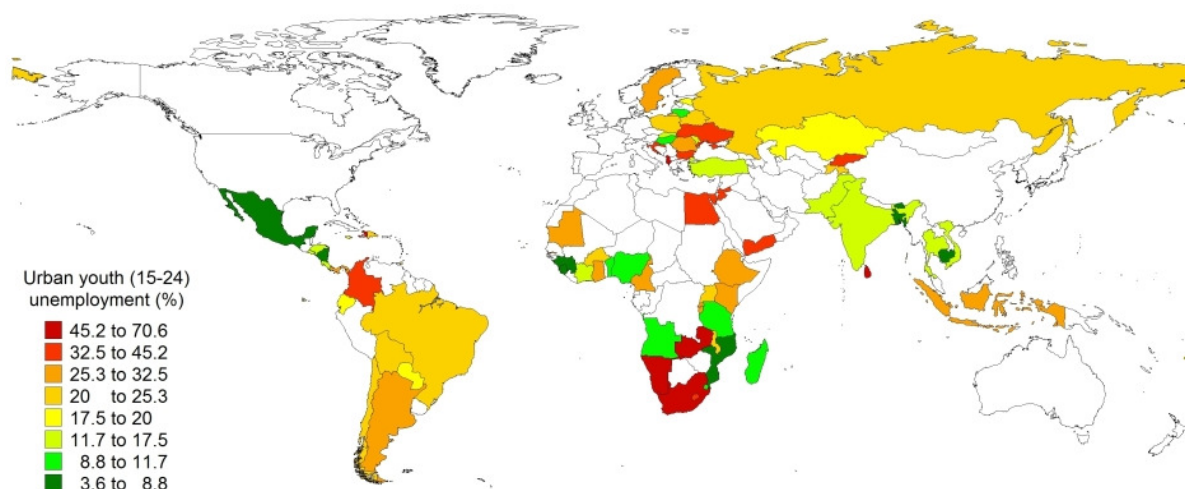 Urban youth (15-24)
unemployment (%)
45.2 to 70.6
32.5 to 45.2
25.3 to 32.5
20 to 25.3
17.5 to 20
11.7 to 17.5
8.8 to 11.7
3.6 to 8.8